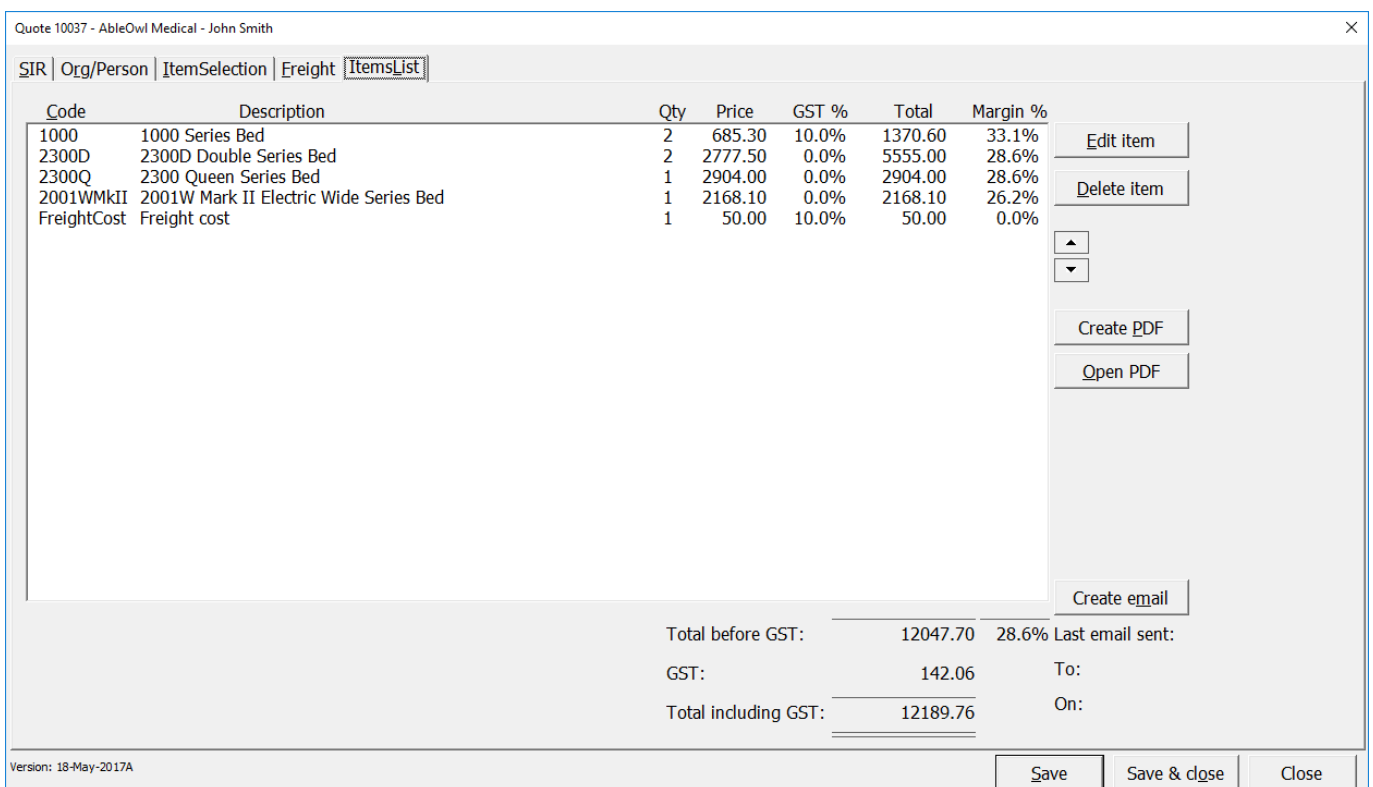 Quote 10037 - AbleOwl Medical - John Smith
SIR Org/Person ItemSelection Freight ItemsList
Code Description Qty Price GST % Total Margin %
1000 1000 Series Bed 2 685.30 10.0% 1370.60 33.1%
2300D 2300D Double Series Bed 2 2777.50 0.0% 5555.00 28.6%
2300Q 2300 Queen Series Bed 1 2904.00 0.0% 2904.00 28.6%
2001WMkII 2001W Mark II Electric Wide Series Bed 1 2168.10 0.0% 2168.10 26.2%
FreightCost Freight cost 1 50.00 10.0% 50.00 0.0%
Edit item
Delete item
Create PDF
Open PDF
Create email
Total before GST: 12047.70 28.6% Last email sent:
GST: 142.06 To:
Total including GST: 12189.76 On:
Version: 18-May-2017A
Save Save & close Close